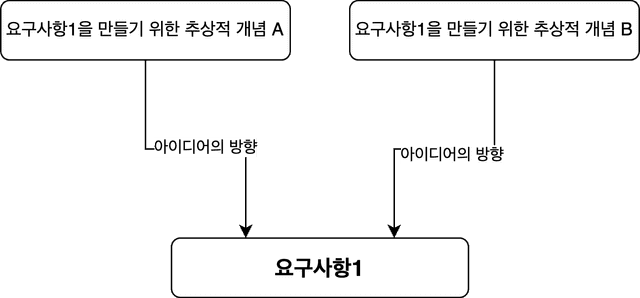 요구사항1을 만들기 위한 추상적 개념 A
요구사항1을 만들기 위한 추상적 개념 B
아이디어의 방향
아이디어의 방향
요구사항1